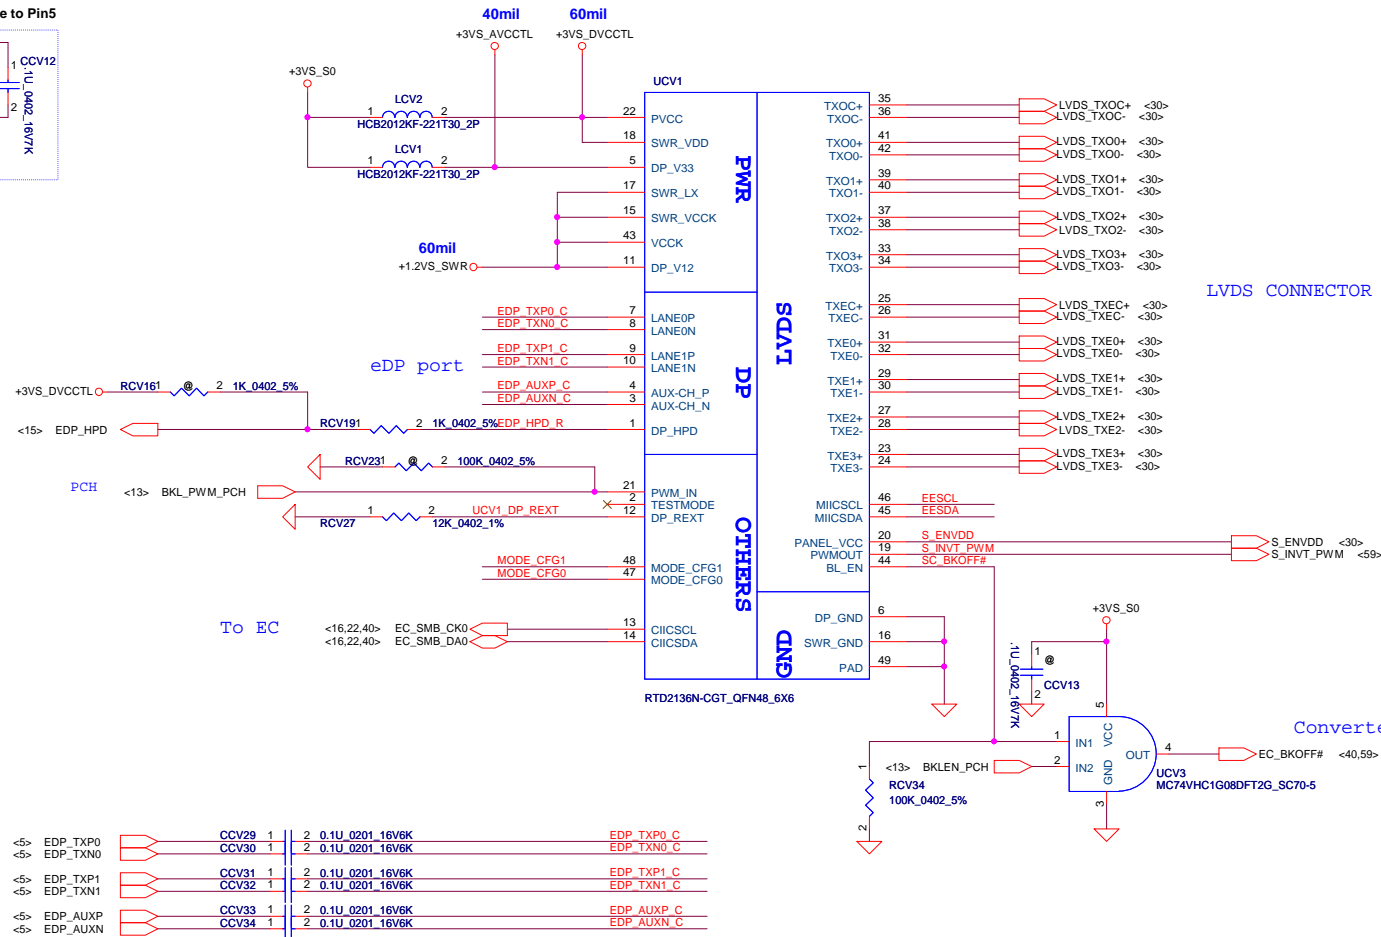 e to Pin5
1 CCV12
.1U_0402_16V7K
2
40mil 60mil
+3VS_AVCCTL +3VS_DVCCTL
+3VS_S0
UCV1
LCV2
1 2
HCB2012KF-221T30_2P
LCV1
1 2
HCB2012KF-221T30_2P
60mil
+1.2VS_SWR
PWR
22 PVCC
18 SWR_VDD
5 DP_V33
17 SWR_LX
15 SWR_VCCK
43 VCCK
11 DP_V12
eDP port
DP
EDP_TXP0_C 7 LANE0P
EDP_TXN0_C 8 LANE0N
EDP_TXP1_C 9 LANE1P
EDP_TXN1_C 10 LANE1N
EDP_AUXP_C 4 AUX-CH_P
EDP_AUXN_C 3 AUX-CH_N
+3VS_DVCCTL RCV16 1 @ 2 1K_0402_5%
<15> EDP_HPD RCV19 1 2 1K_0402_5% EDP_HPD_R 1 DP_HPD
OTHERS
RCV23 1 @ 2 100K_0402_5%
PCH <13> BKL_PWM_PCH 21 PWM_IN
2 TESTMODE
RCV27 1 2 12K_0402_1% UCV1_DP_REXT 12 DP_REXT
MODE_CFG1 48 MODE_CFG1
MODE_CFG0 47 MODE_CFG0
To EC
<16,22,40> EC_SMB_CK0 13 CIICSCL
<16,22,40> EC_SMB_DA0 14 CIICSDA
RTD2136N-CGT_QFN48_6X6
LVDS
TXOC+ 35 LVDS_TXOC+ <30>
TXOC- 36 LVDS_TXOC- <30>
TXO0+ 41 LVDS_TXO0+ <30>
TXO0- 42 LVDS_TXO0- <30>
TXO1+ 39 LVDS_TXO1+ <30>
TXO1- 40 LVDS_TXO1- <30>
TXO2+ 37 LVDS_TXO2+ <30>
TXO2- 38 LVDS_TXO2- <30>
TXO3+ 33 LVDS_TXO3+ <30>
TXO3- 34 LVDS_TXO3- <30>
LVDS CONNECTOR
TXEC+ 25 LVDS_TXEC+ <30>
TXEC- 26 LVDS_TXEC- <30>
TXE0+ 31 LVDS_TXE0+ <30>
TXE0- 32 LVDS_TXE0- <30>
TXE1+ 29 LVDS_TXE1+ <30>
TXE1- 30 LVDS_TXE1- <30>
TXE2+ 27 LVDS_TXE2+ <30>
TXE2- 28 LVDS_TXE2- <30>
TXE3+ 23 LVDS_TXE3+ <30>
TXE3- 24 LVDS_TXE3- <30>
MIICSCL 46 EESCL
MIICSDA 45 EESDA
PANEL_VCC 20 S_ENVDD S_ENVDD <30>
PWMOUT 19 S_INVT_PWM S_INVT_PWM <59>
BL_EN 44 SC_BKOFF#
GND
DP_GND 6
SWR_GND 16
PAD 49
+3VS_S0
1 @
.1U_0402_16V7K
2 CCV13
5
1 IN1 VCC
<13> BKLEN_PCH 2 IN2 OUT 4 EC_BKOFF# <40,59>
GND
3
UCV3
MC74VHC1G08DFT2G_SC70-5
Converte
1
RCV34
100K_0402_5%
2
<5> EDP_TXP0 CCV29 1 2 0.1U_0201_16V6K EDP_TXP0_C
<5> EDP_TXN0 CCV30 1 2 0.1U_0201_16V6K EDP_TXN0_C
<5> EDP_TXP1 CCV31 1 2 0.1U_0201_16V6K EDP_TXP1_C
<5> EDP_TXN1 CCV32 1 2 0.1U_0201_16V6K EDP_TXN1_C
<5> EDP_AUXP CCV33 1 2 0.1U_0201_16V6K EDP_AUXP_C
<5> EDP_AUXN CCV34 1 2 0.1U_0201_16V6K EDP_AUXN_C